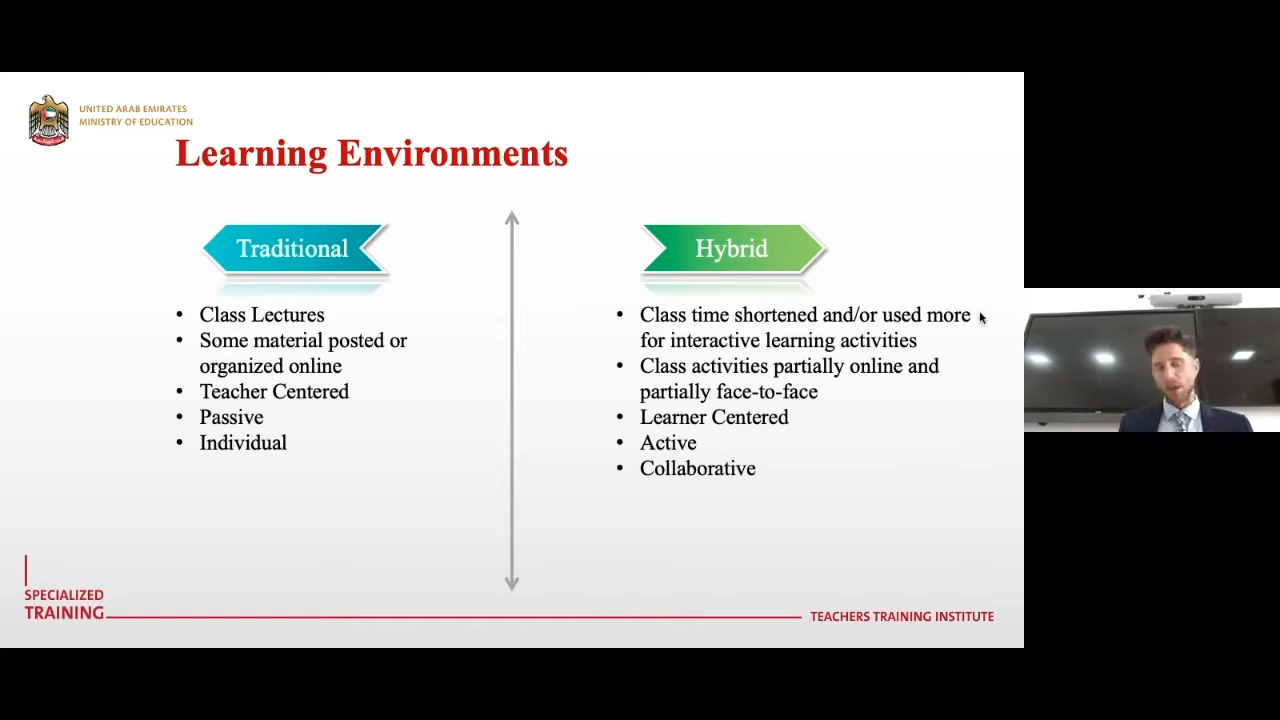 UNITED ARAB EMIRATES
MINISTRY OF EDUCATION
Learning Environments
Traditional
• Class Lectures
• Some material posted or
organized online
• Teacher Centered
• Passive
• Individual
Hybrid
• Class time shortened and/or used more
for interactive learning activities
• Class activities partially online and
partially face-to-face
• Learner Centered
• Active
• Collaborative
SPECIALIZED
TRAINING
TEACHERS TRAINING INSTITUTE